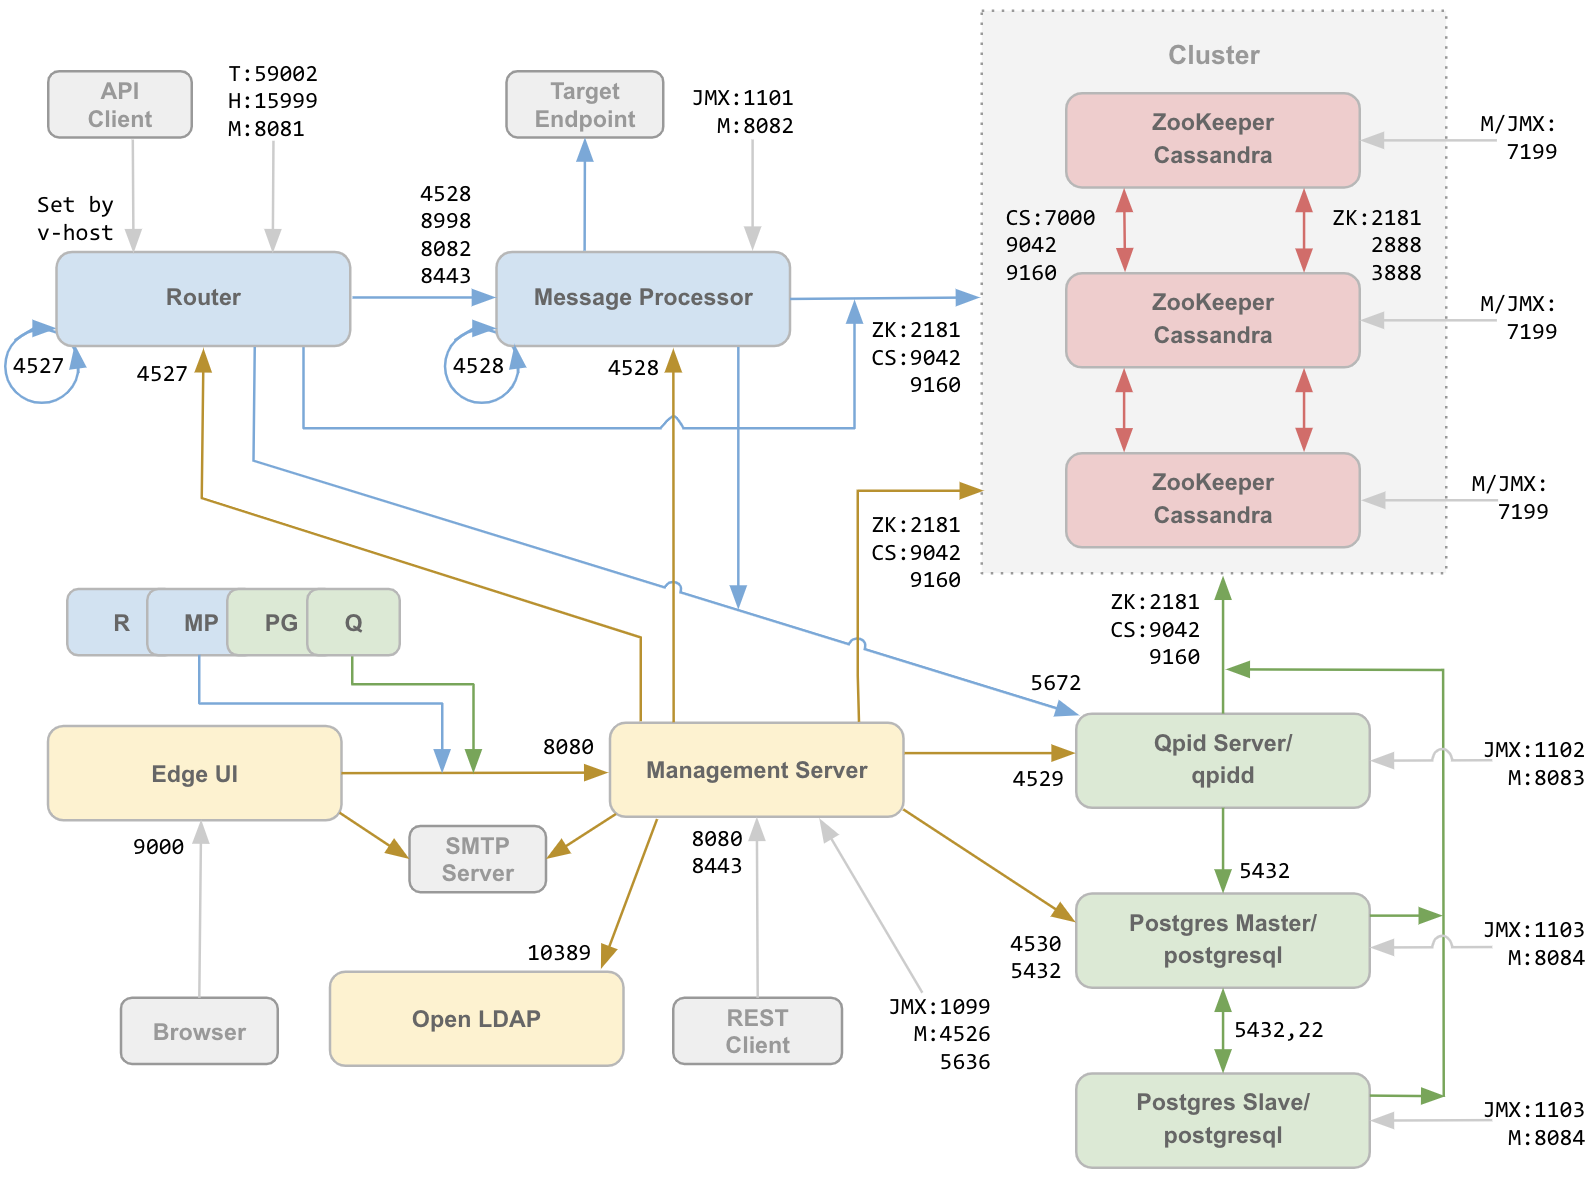 Cluster
API
Client
T:59002
H:15999
M:8081
Target
Endpoint
JMX:1101
M:8082
ZooKeeper
Cassandra
M/JMX:
7199
Set by
v-host
4528
8998
8082
8443
CS:7000
9042
9160
ZK:2181
2888
3888
Router
Message Processor
ZooKeeper
Cassandra
M/JMX:
7199
4527
4527
4528
4528
ZK:2181
CS:9042
9160
ZooKeeper
Cassandra
M/JMX:
7199
ZK:2181
CS:9042
9160
R
MP
PG
Q
ZK:2181
CS:9042
9160
5672
Edge UI
8080
Management Server
4529
Qpid Server/
qpidd
JMX:1102
M:8083
9000
SMTP
Server
8080
8443
5432
10389
4530
5432
Postgres Master/
postgresql
JMX:1103
M:8084
Browser
Open LDAP
REST
Client
JMX:1099
M:4526
5636
5432,22
Postgres Slave/
postgresql
JMX:1103
M:8084